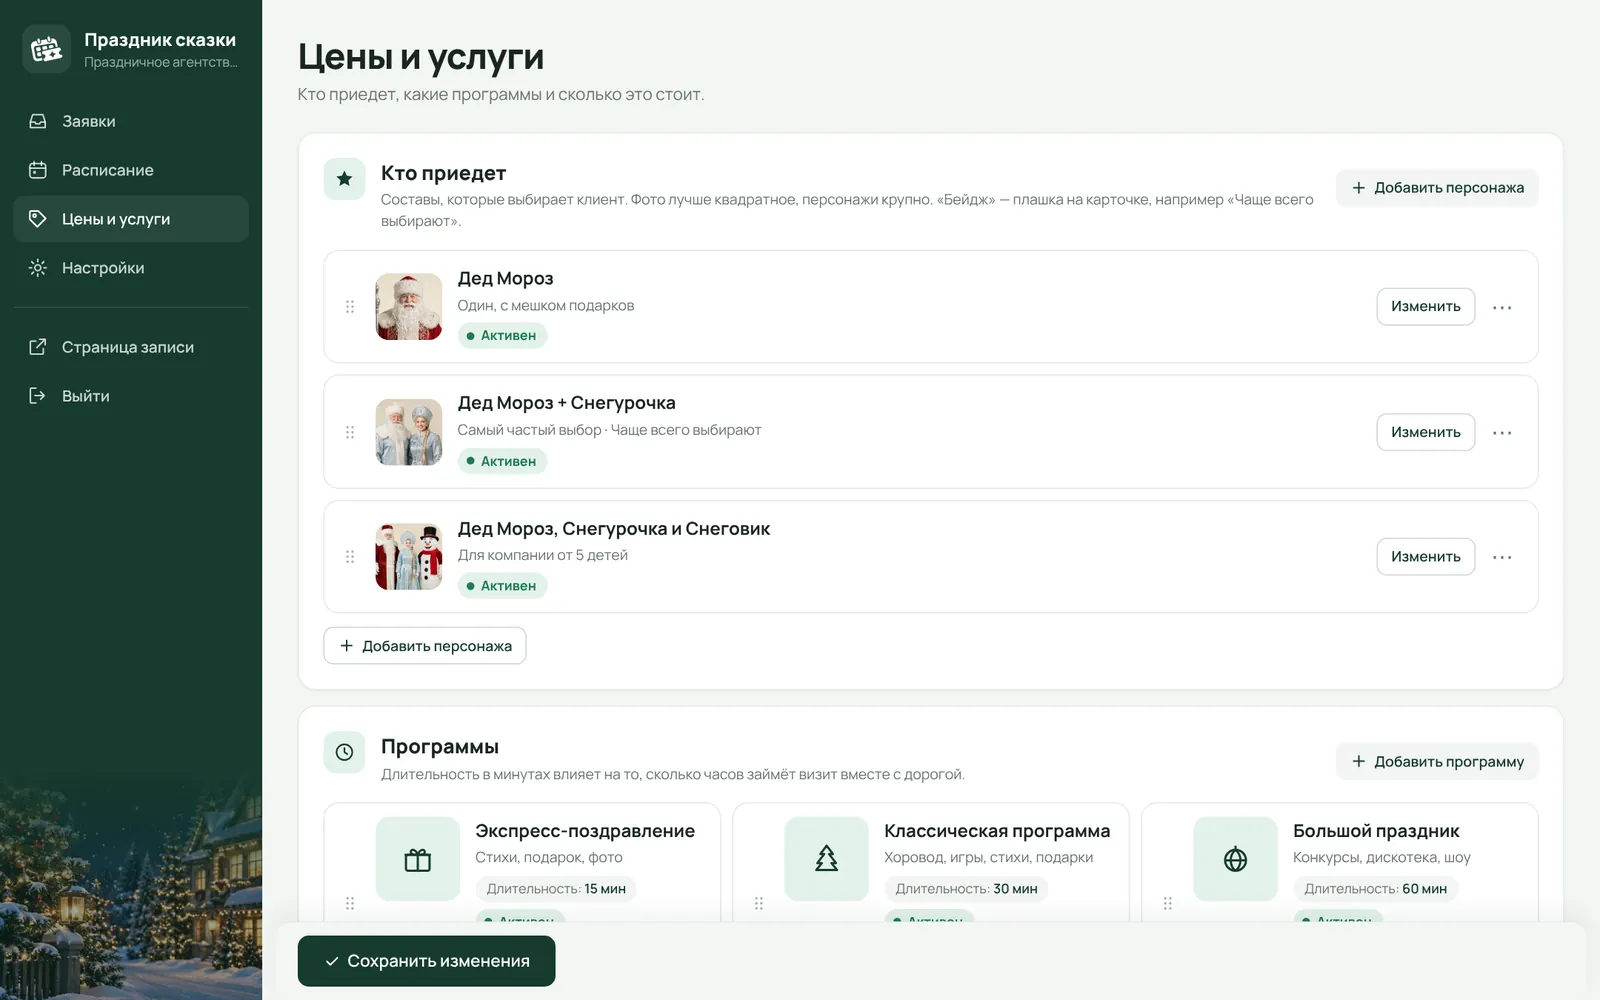 Праздник сказки
Праздничное агентств...
Заявки
Расписание
Цены и услуги
Настройки
Страница записи
Выйти
Цены и услуги
Кто приедет, какие программы и сколько это стоит.
Кто приедет
Составы, которые выбирает клиент. Фото лучше квадратное, персонажи крупно. «Бейдж» — плашка на карточке, например «Чаще всего
выбирают».
+ Добавить персонажа
Дед Мороз
Один, с мешком подарков
Активен
Изменить
Дед Мороз + Снегурочка
Самый частый выбор · Чаще всего выбирают
Активен
Изменить
Дед Мороз, Снегурочка и Снеговик
Для компании от 5 детей
Активен
Изменить
+ Добавить персонажа
Программы
Длительность в минутах влияет на то, сколько часов займёт визит вместе с дорогой.
+ Добавить программу
Экспресс-поздравление
Стихи, подарок, фото
Длительность: 15 мин
Активен
Классическая программа
Хоровод, игры, стихи, подарки
Длительность: 30 мин
Активен
Большой праздник
Конкурсы, дискотека, шоу
Длительность: 60 мин
Активен
Сохранить изменения